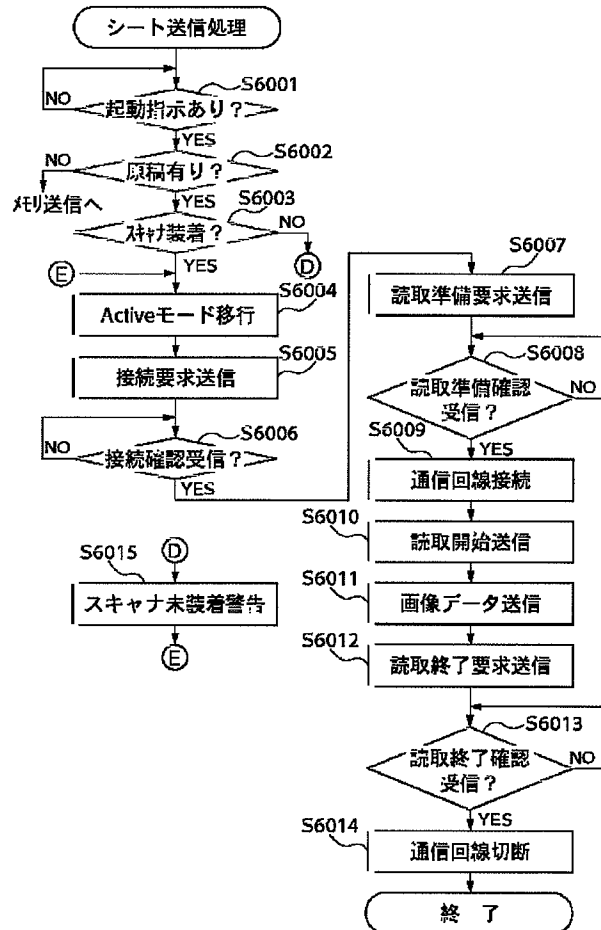 シート送信処理
S6001
起動指示あり？
NO
YES
S6002
原稿有り？
NO
メモリ送信へ
YES
S6003
スキャナ装着？
NO
D
YES
E
S6004
Activeモード移行
S6005
接続要求送信
S6006
接続確認受信？
NO
YES
S6007
読取準備要求送信
S6008
読取準備確認
受信？
NO
YES
S6009
通信回線接続
S6010
読取開始送信
S6011
画像データ送信
S6012
読取終了要求送信
S6013
読取終了確認
受信？
NO
YES
S6014
通信回線切断
終　了
D
S6015
スキャナ未装着警告
E